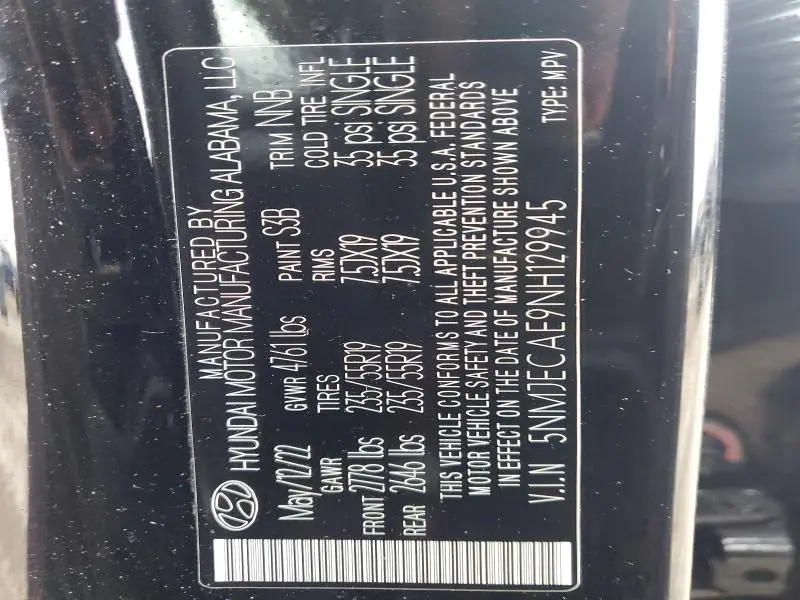 MANUFACTURED BY
HYUNDAI MOTOR MANUFACTURING ALABAMA, LLC
May/12/22 GVWR 4761 lbs PAINT S3B TRIM NNB
GAWR TIRES RIMS COLD TIRE INFL
FRONT 2778 lbs 235/55R19 7.5JX19 35 psi SINGLE
REAR 2646 lbs 235/55R19 7.5JX19 35 psi SINGLE
THIS VEHICLE CONFORMS TO ALL APPLICABLE U.S.A. FEDERAL
MOTOR VEHICLE SAFETY AND THEFT PREVENTION STANDARDS
IN EFFECT ON THE DATE OF MANUFACTURE SHOWN ABOVE
V.I.N 5NMJECAE9NH129945 TYPE: MPV